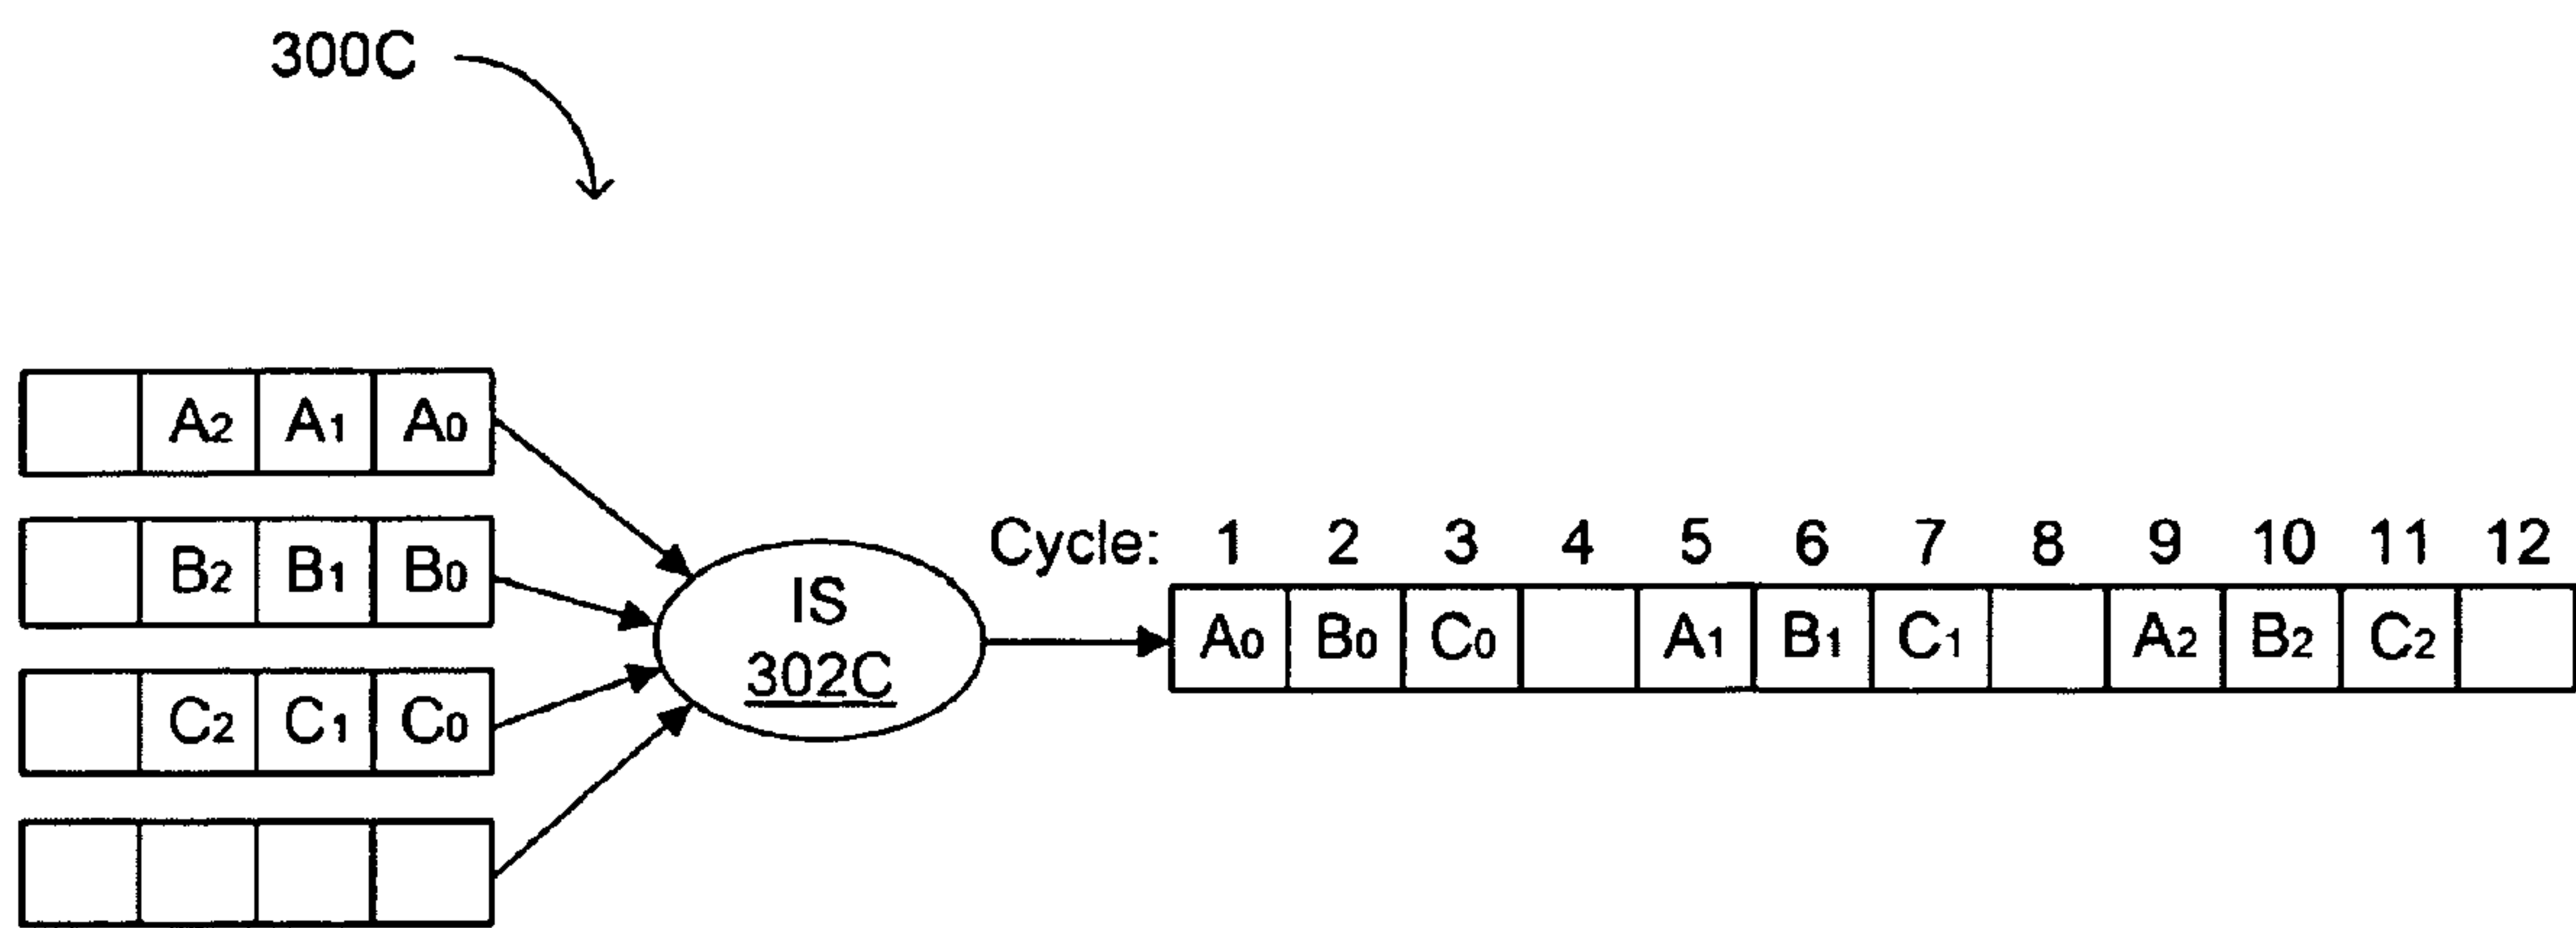 300C
A2 A1 A0
B2 B1 B0
C2 C1 C0
IS
302C
Cycle: 1 2 3 4 5 6 7 8 9 10 11 12
A0 B0 C0 A1 B1 C1 A2 B2 C2